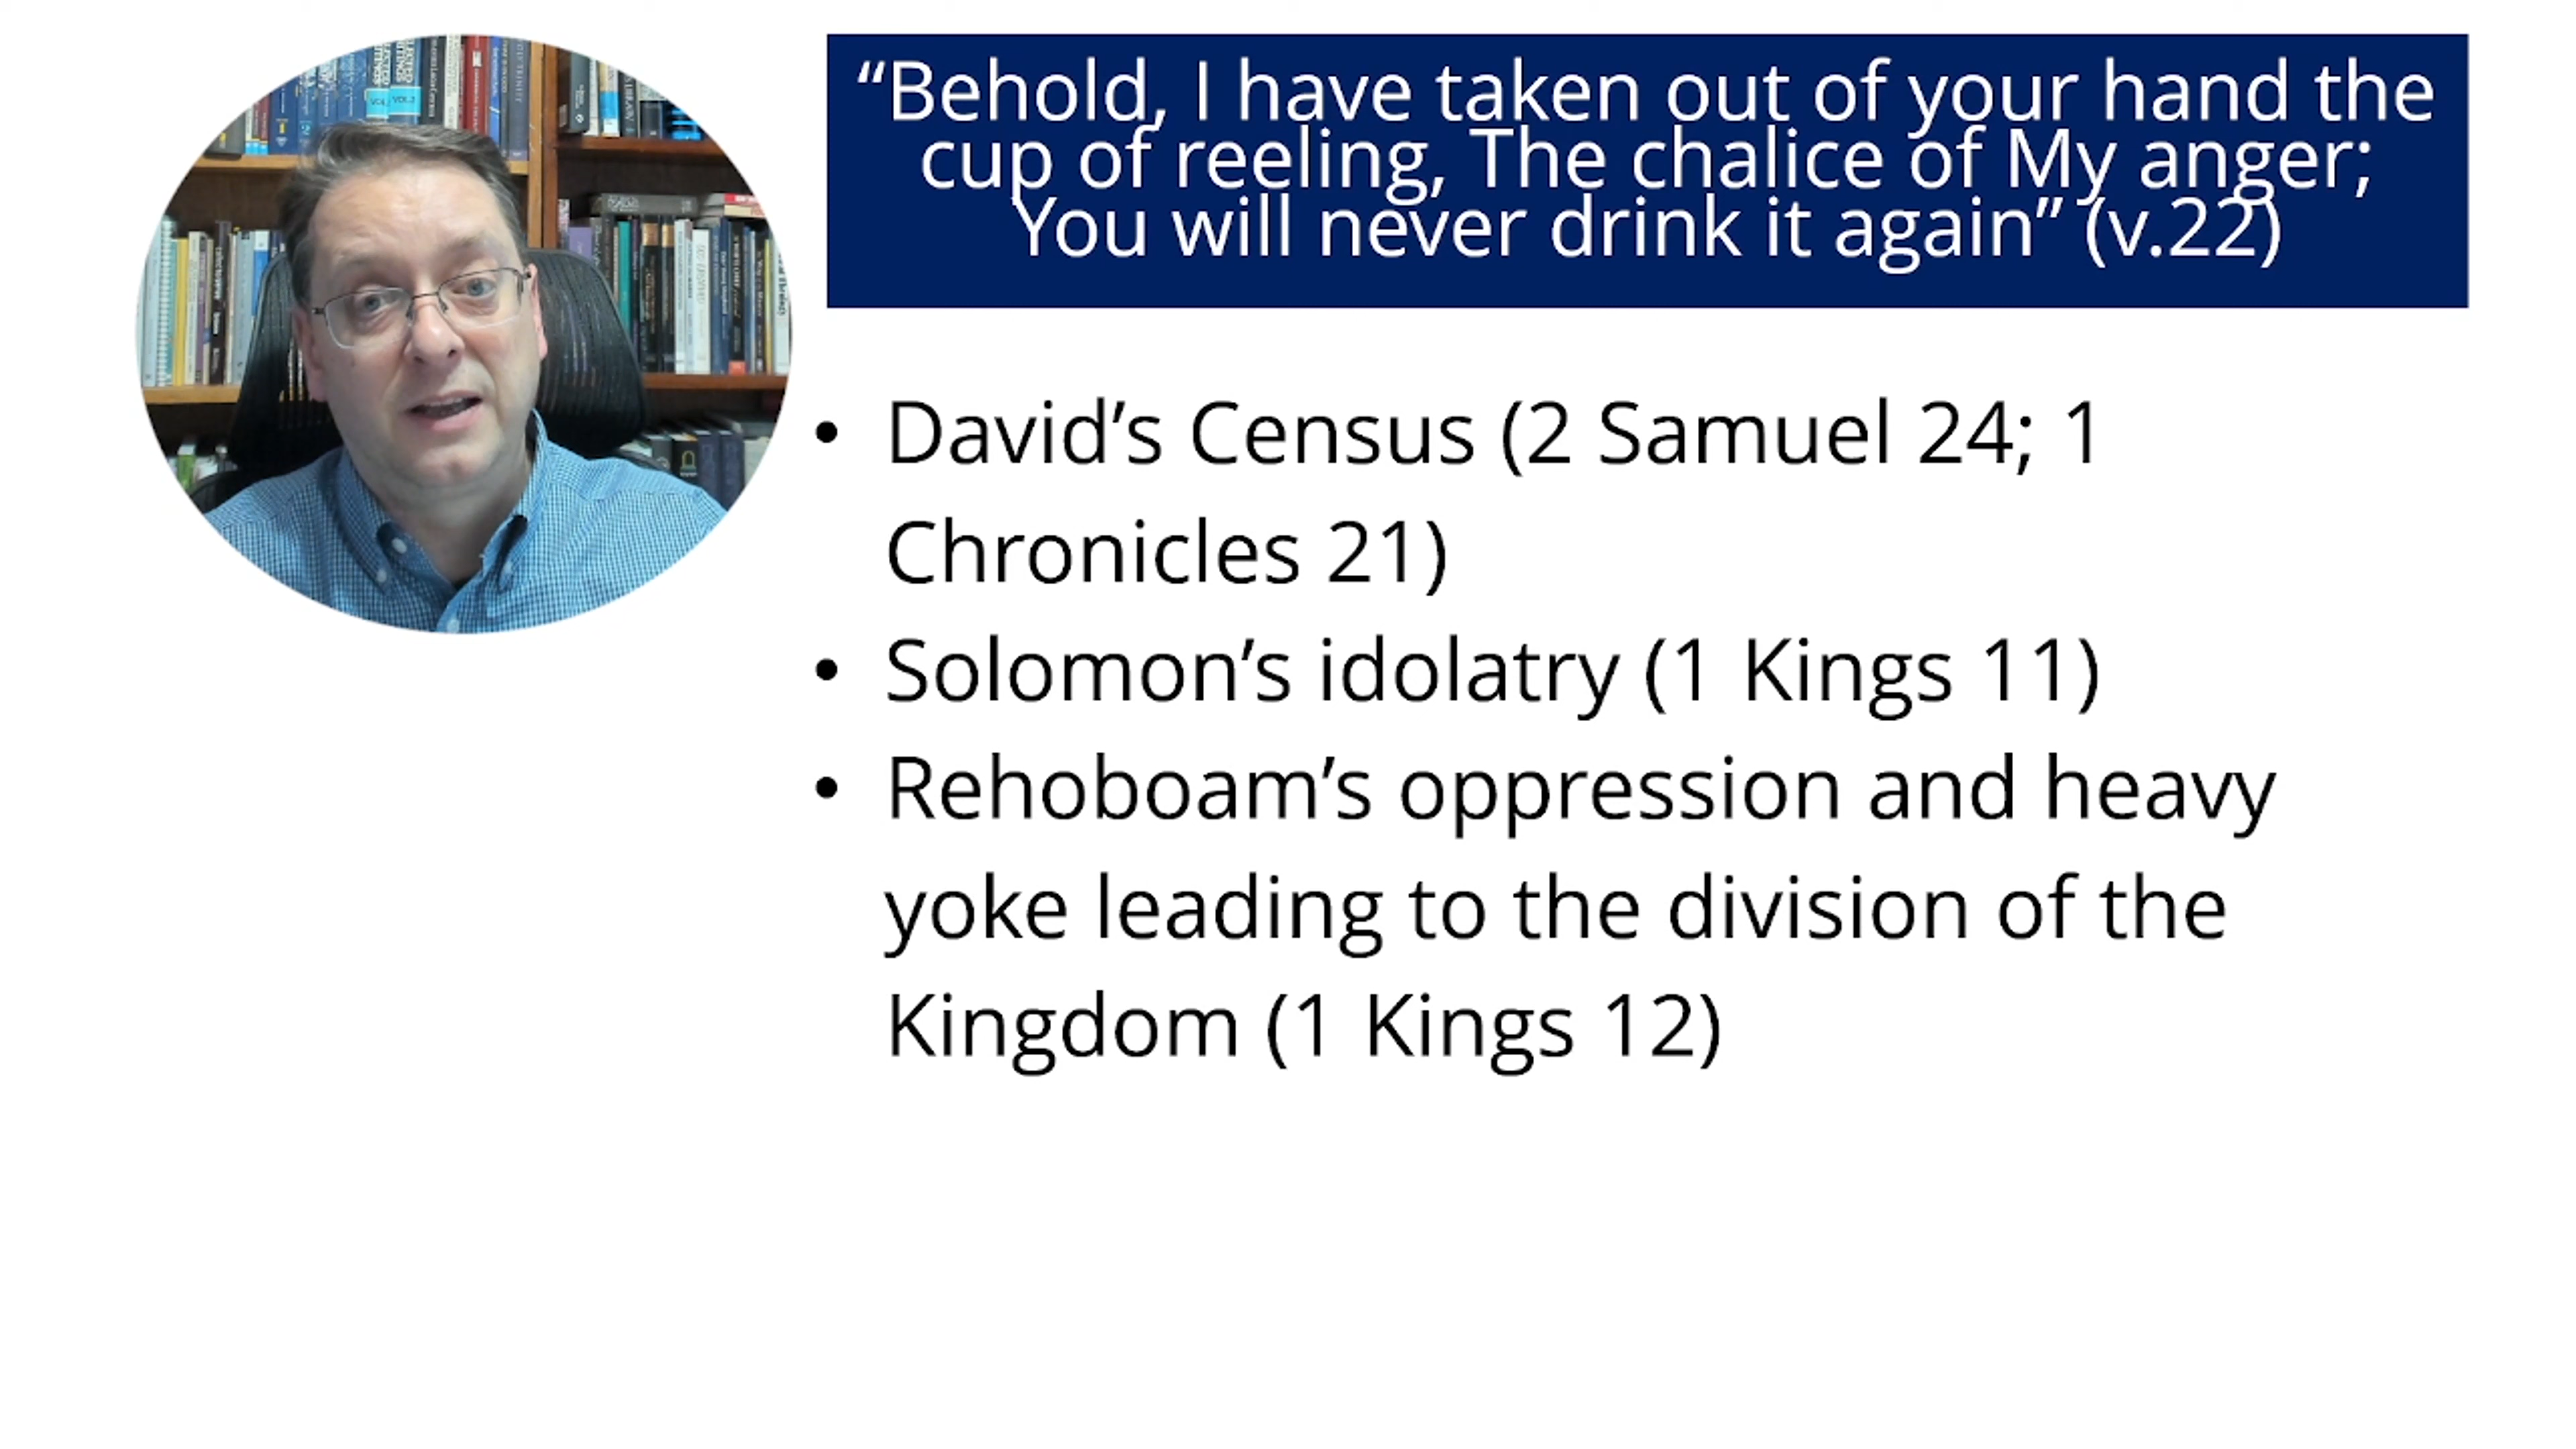 “Behold, I have taken out of your hand the
cup of reeling, The chalice of My anger;
You will never drink it again” (v.22)
• David’s Census (2 Samuel 24; 1
Chronicles 21)
• Solomon’s idolatry (1 Kings 11)
• Rehoboam’s oppression and heavy
yoke leading to the division of the
Kingdom (1 Kings 12)